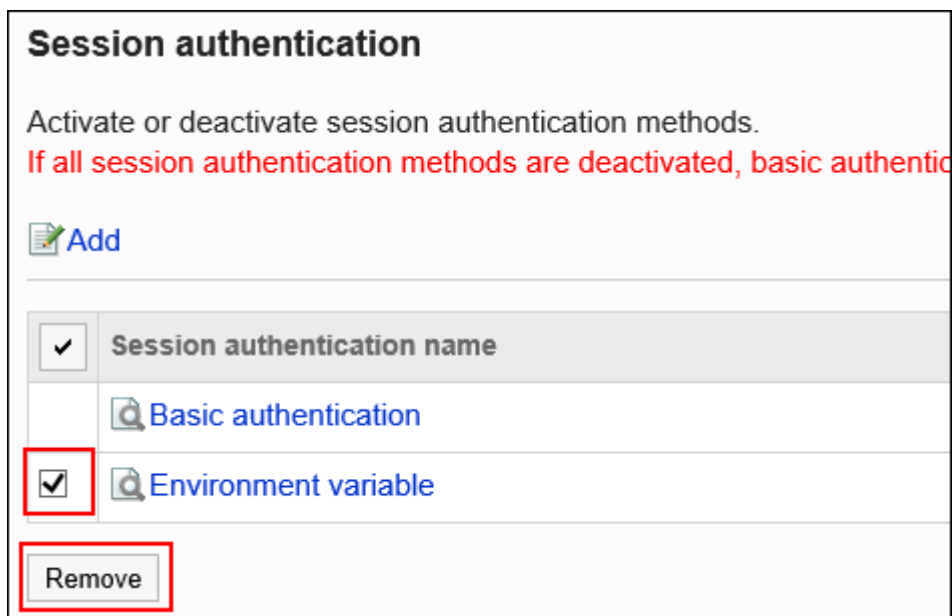 Session authentication
Activate or deactivate session authentication methods.
If all session authentication methods are deactivated, basic
Add
Session authentication name
Basic authentication
Environment variable
Remove